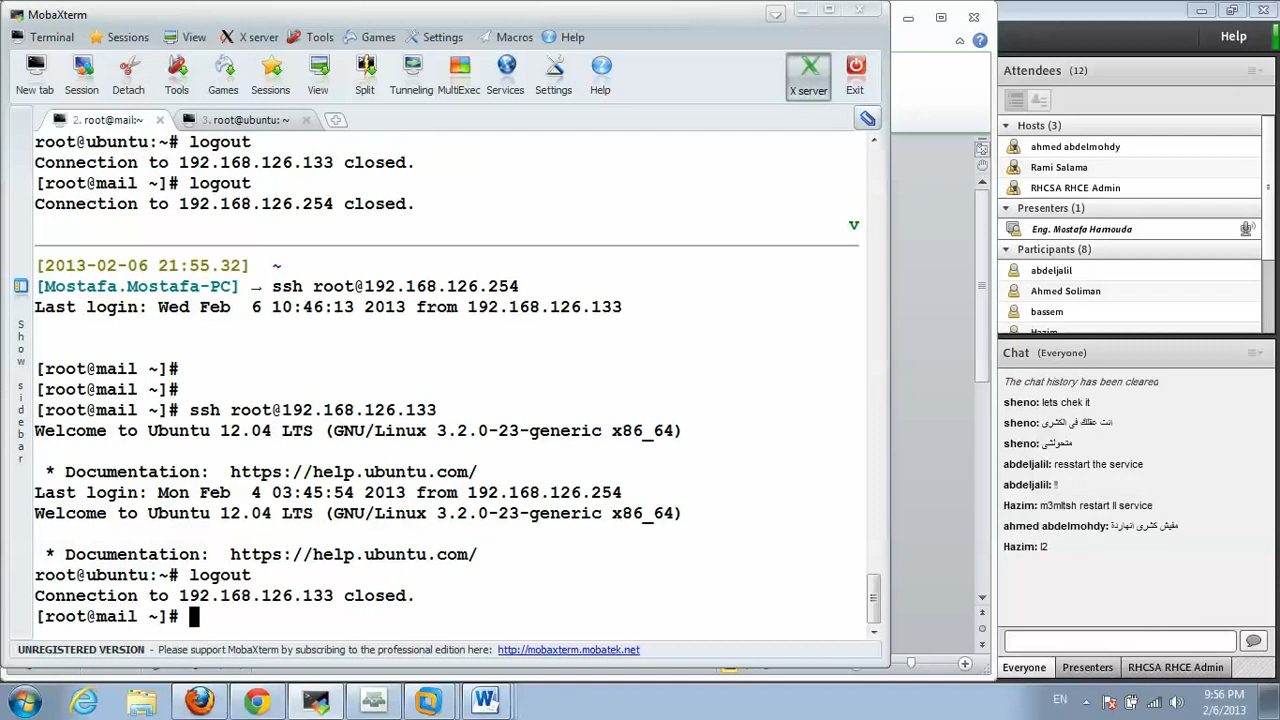 MobaXterm
Terminal Sessions View X server Tools Games Settings Macros Help
New tab Session Detach Tools Games Sessions View Split Tunneling MultiExec Services Settings Help X server Exit
2. root@mail:~ 3. root@ubuntu: ~
root@ubuntu:~# logout
Connection to 192.168.126.133 closed.
[root@mail ~]# logout
Connection to 192.168.126.254 closed.
[2013-02-06 21:55.32] ~
[Mostafa.Mostafa-PC] → ssh root@192.168.126.254
Last login: Wed Feb 6 10:46:13 2013 from 192.168.126.133
[root@mail ~]#
[root@mail ~]#
[root@mail ~]# ssh root@192.168.126.133
Welcome to Ubuntu 12.04 LTS (GNU/Linux 3.2.0-23-generic x86_64)
* Documentation: https://help.ubuntu.com/
Last login: Mon Feb 4 03:45:54 2013 from 192.168.126.254
Welcome to Ubuntu 12.04 LTS (GNU/Linux 3.2.0-23-generic x86_64)
* Documentation: https://help.ubuntu.com/
root@ubuntu:~# logout
Connection to 192.168.126.133 closed.
[root@mail ~]#
Show sidebar
UNREGISTERED VERSION - Please support MobaXterm by subscribing to the professional edition here: http://mobaxterm.mobatek.net
Help
Attendees (12)
Hosts (3)
ahmed abdelmohdy
Rami Salama
RHCSA RHCE Admin
Presenters (1)
Eng. Mostafa Hamouda
Participants (8)
abdeljalil
Ahmed Soliman
bassem
Hazim
Chat (Everyone)
The chat history has been cleared
sheno: lets chek it
sheno: انت عقلك في الكشرى
sheno: متحولشى
abdeljalil: resstart the service
abdeljalil: !!
Hazim: m3mltsh restart ll service
ahmed abdelmohdy: مفيش كشرى انهاردة
Hazim: l2
Everyone Presenters RHCSA RHCE Admin
EN 9:56 PM
2/6/2013